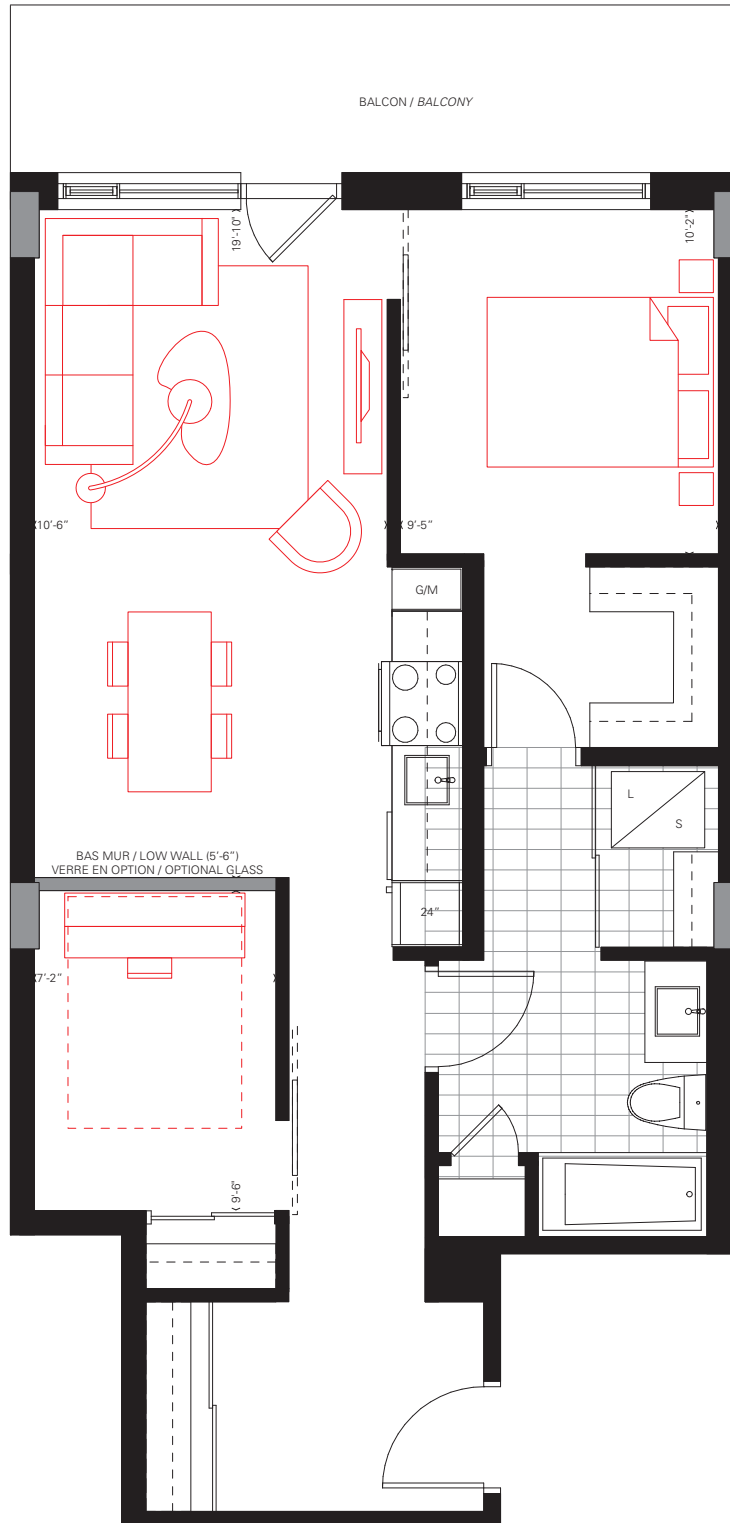 BALCON / BALCONY
19'-10"
10'-2"
10'-6"
9'-5"
G/M
L
S
BAS MUR / LOW WALL (5'-6")
VERRE EN OPTION / OPTIONAL GLASS
24"
7'-2"
9'-6"